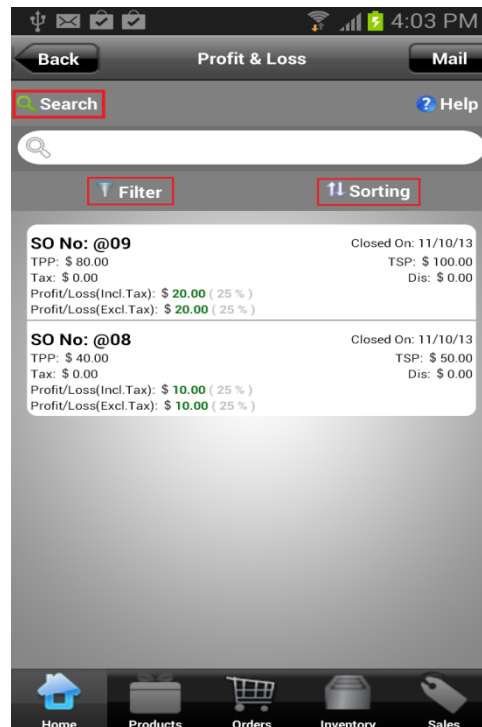 4:03 PM
Back Profit & Loss Mail
Search Help
Filter Sorting
SO No: @09 Closed On: 11/10/13
TPP: $ 80.00 TSP: $ 100.00
Tax: $ 0.00 Dis: $ 0.00
Profit/Loss(Incl.Tax): $ 20.00 ( 25 % )
Profit/Loss(Excl.Tax): $ 20.00 ( 25 % )
SO No: @08 Closed On: 11/10/13
TPP: $ 40.00 TSP: $ 50.00
Tax: $ 0.00 Dis: $ 0.00
Profit/Loss(Incl.Tax): $ 10.00 ( 25 % )
Profit/Loss(Excl.Tax): $ 10.00 ( 25 % )
Home Products Orders Inventory Sales